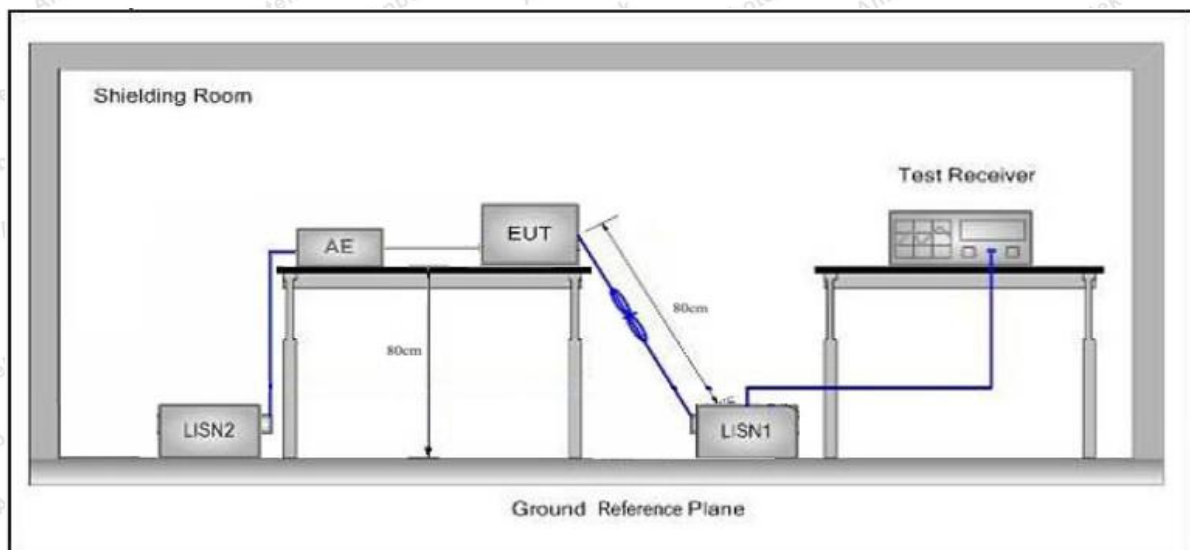 Shielding Room
Test Receiver
AE
EUT
80cm
80cm
LISN2
LISN1
Ground Reference Plane